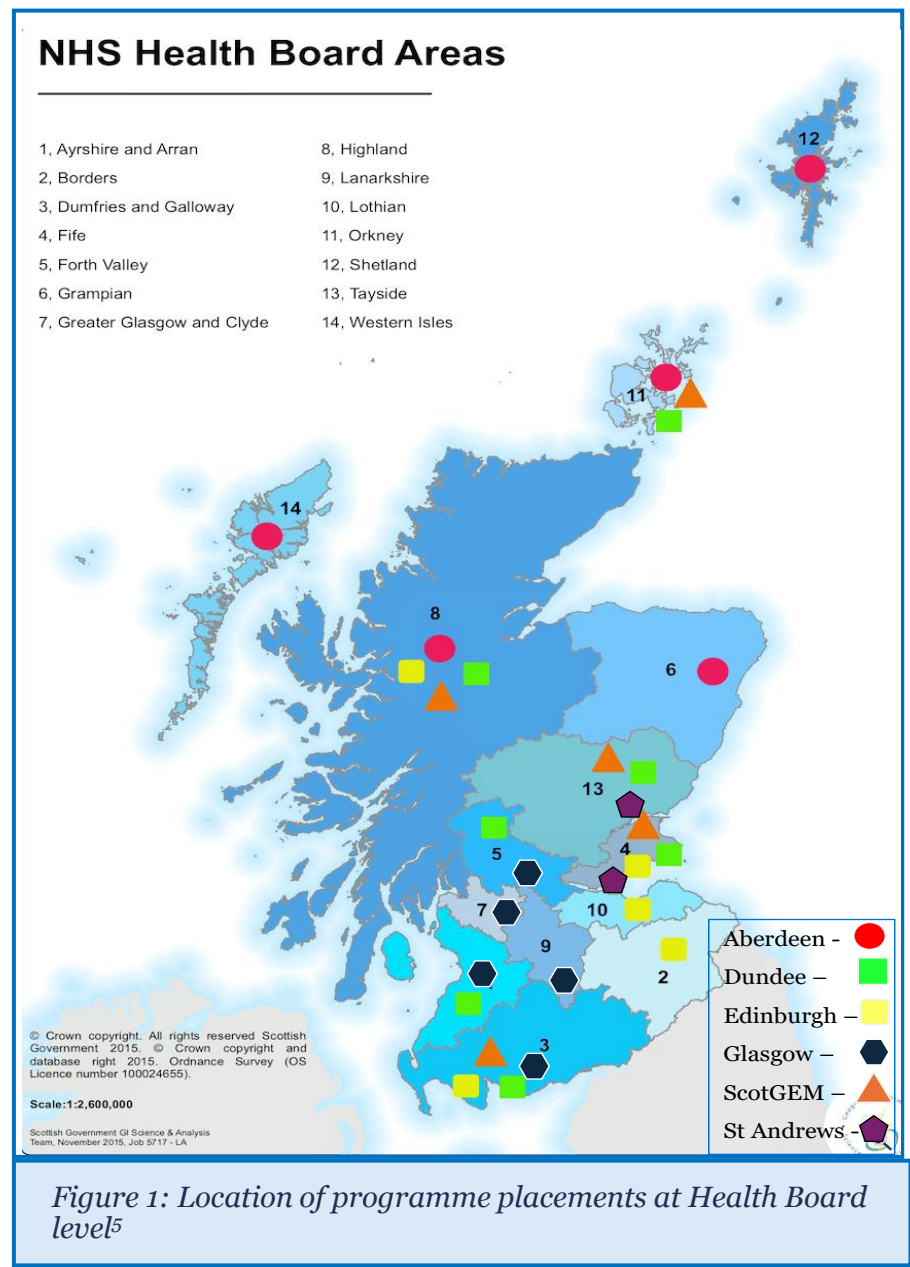 NHS Health Board Areas
1, Ayrshire and Arran
2, Borders
3, Dumfries and Galloway
4, Fife
5, Forth Valley
6, Grampian
7, Greater Glasgow and Clyde
8, Highland
9, Lanarkshire
10, Lothian
11, Orkney
12, Shetland
13, Tayside
14, Western Isles
12
11
14
8
6
13
4
5
7
10
9
2
3
Aberdeen -
Dundee –
Edinburgh –
Glasgow –
ScotGEM –
St Andrews -
© Crown copyright. All rights reserved Scottish
Government 2015. © Crown copyright and
database right 2015. Ordnance Survey (OS
Licence number 100024655).
Scale:1:2,600,000
Scottish Government GI Science & Analysis
Team, November 2015, Job 5717 - LA
Figure 1: Location of programme placements at Health Board
level⁵